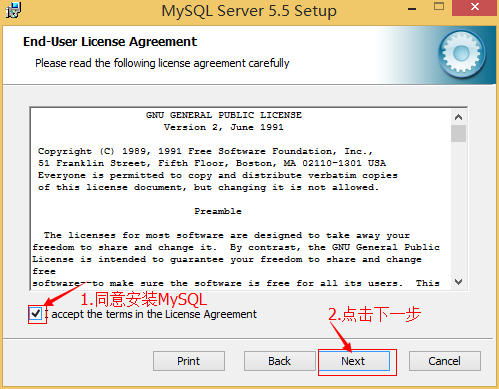 MySQL Server 5.5 Setup
End-User License Agreement
Please read the following license agreement carefully
GNU GENERAL PUBLIC LICENSE
Version 2, June 1991
Copyright (C) 1989, 1991 Free Software Foundation, Inc.,
51 Franklin Street, Fifth Floor, Boston, MA 02110-1301 USA
Everyone is permitted to copy and distribute verbatim copies
of this license document, but changing it is not allowed.
Preamble
The licenses for most software are designed to take away your
freedom to share and change it. By contrast, the GNU General Public
License is intended to guarantee your freedom to share and change
free
software--to make sure the software is free for all its users. This
1.同意安装MySQL
I accept the terms in the License Agreement
2.点击下一步
Print
Back
Next
Cancel